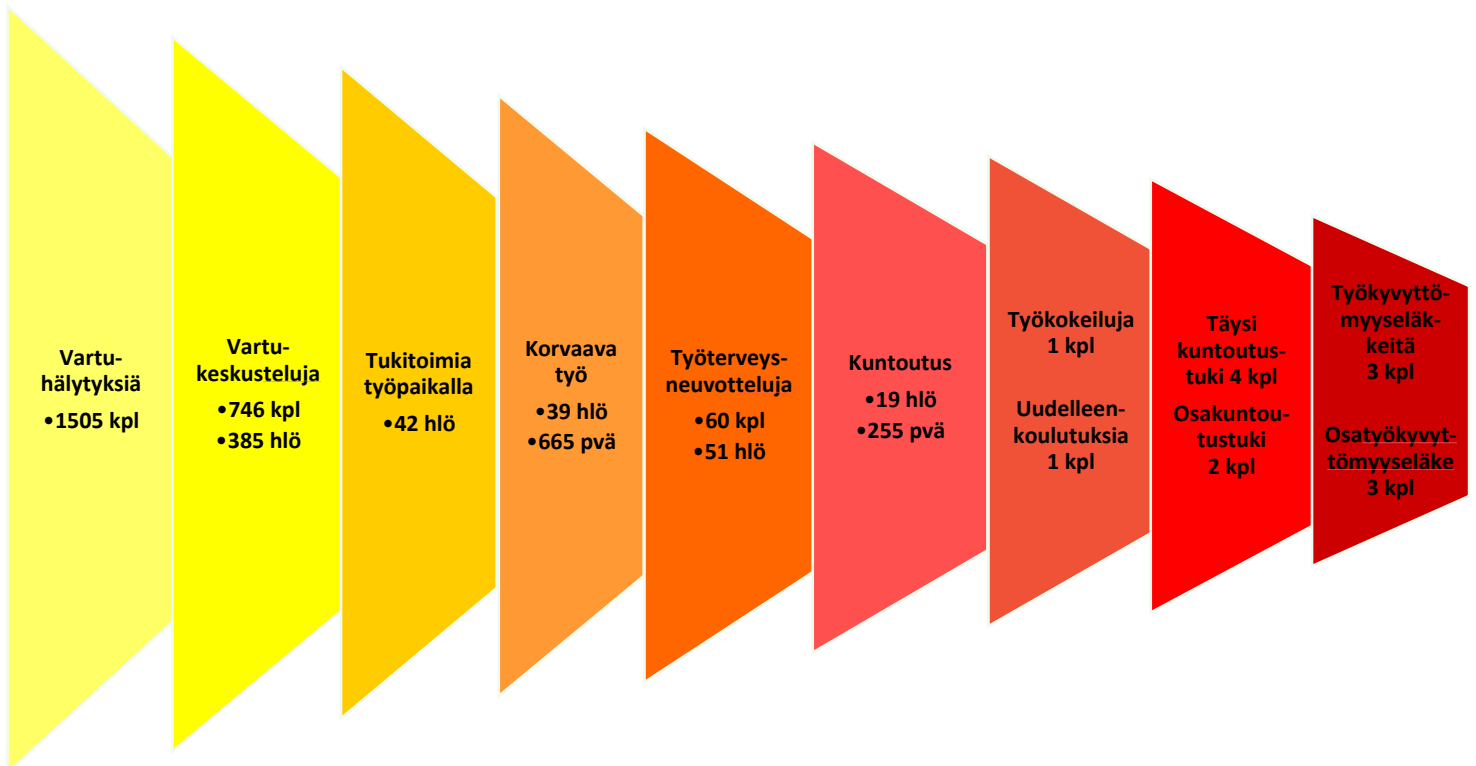 Vartu-
hälytyksiä
•1505 kpl
Vartu-
keskusteluja
•746 kpl
•385 hlö
Tukitoimia
työpaikalla
•42 hlö
Korvaava
työ
•39 hlö
•665 pvä
Työterveys-
neuvotteluja
•60 kpl
•51 hlö
Kuntoutus
•19 hlö
•255 pvä
Työkokeiluja
1 kpl
Uudelleen-
koulutuksia
1 kpl
Täysi
kuntoutus-
tuki 4 kpl
Osakuntou-
tustuki
2 kpl
Työkyvyttö-
myyseläk-
keitä
3 kpl
Osatyökyvyt-
tömyyseläke
3 kpl